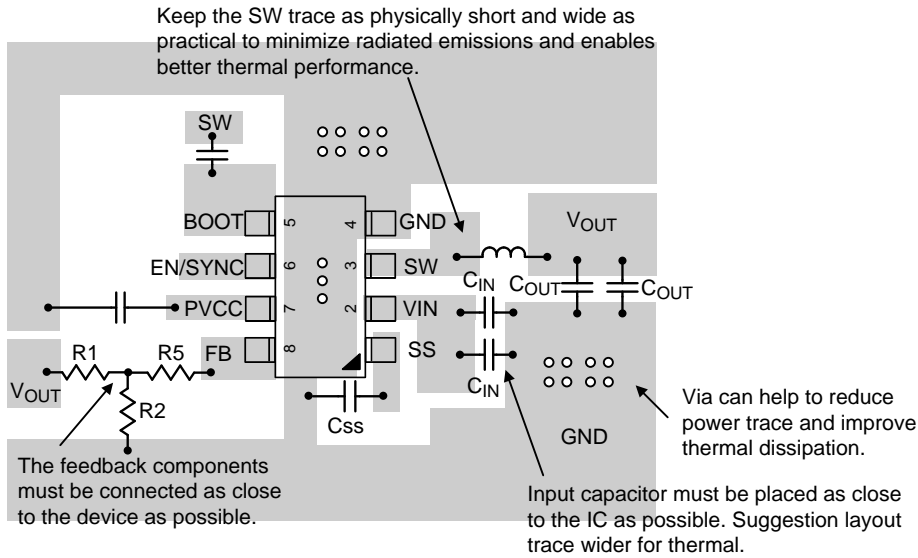 Keep the SW trace as physically short and wide as
practical to minimize radiated emissions and enables
better thermal performance.
SW
BOOT 5 4 GND
EN/SYNC 6 3 SW
PVCC 7 2 VIN
FB 8 SS
VOUT
CIN
COUT COUT
CIN
R1 R5
VOUT
R2
Css
GND
Via can help to reduce
power trace and improve
thermal dissipation.
The feedback components
must be connected as close
to the device as possible.
Input capacitor must be placed as close
to the IC as possible. Suggestion layout
trace wider for thermal.